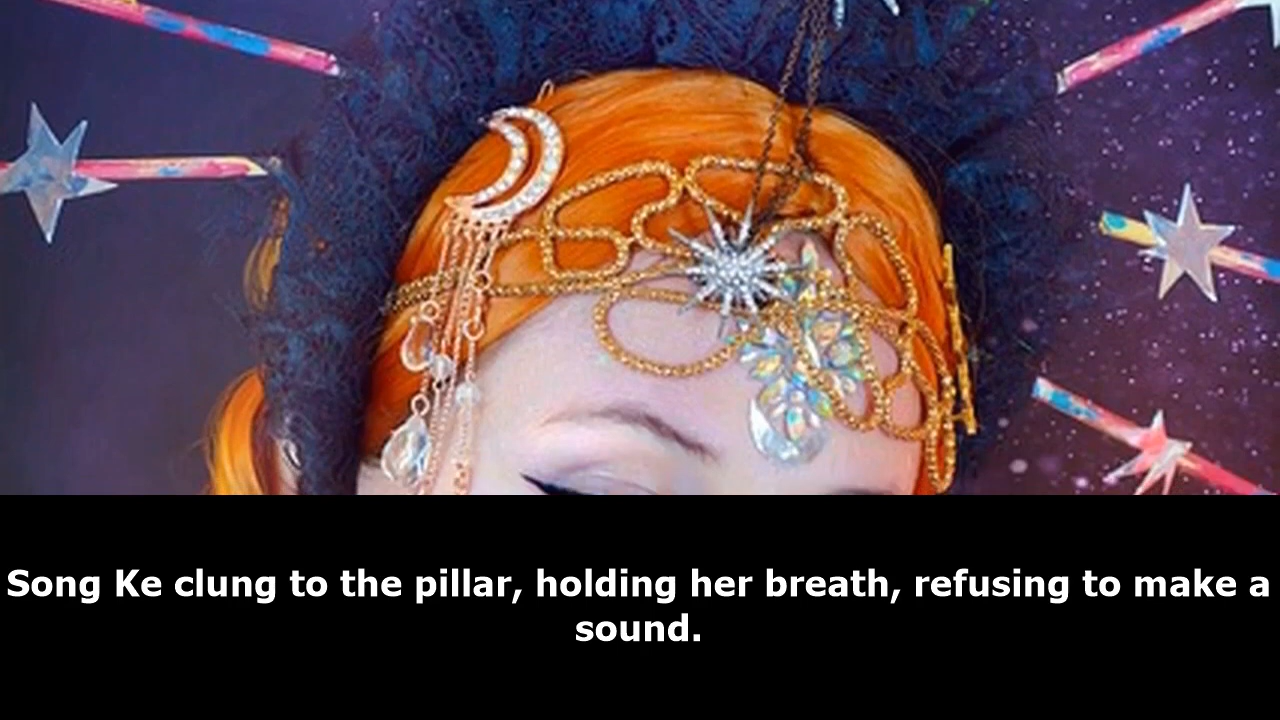 Song Ke clung to the pillar, holding her breath, refusing to make a
sound.